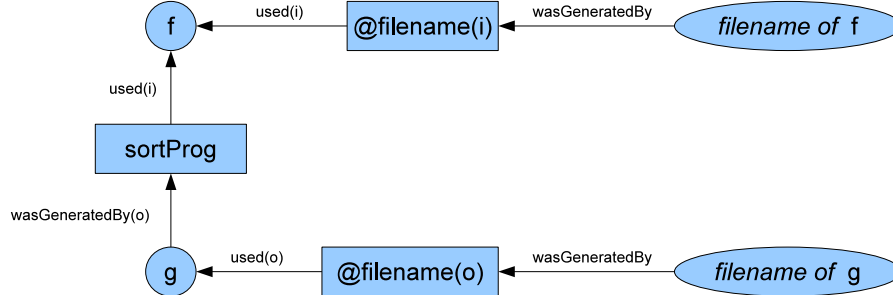 f
used(i)
@filename(i)
wasGeneratedBy
filename of f
used(i)
sortProg
wasGeneratedBy(o)
g
used(o)
@filename(o)
wasGeneratedBy
filename of g